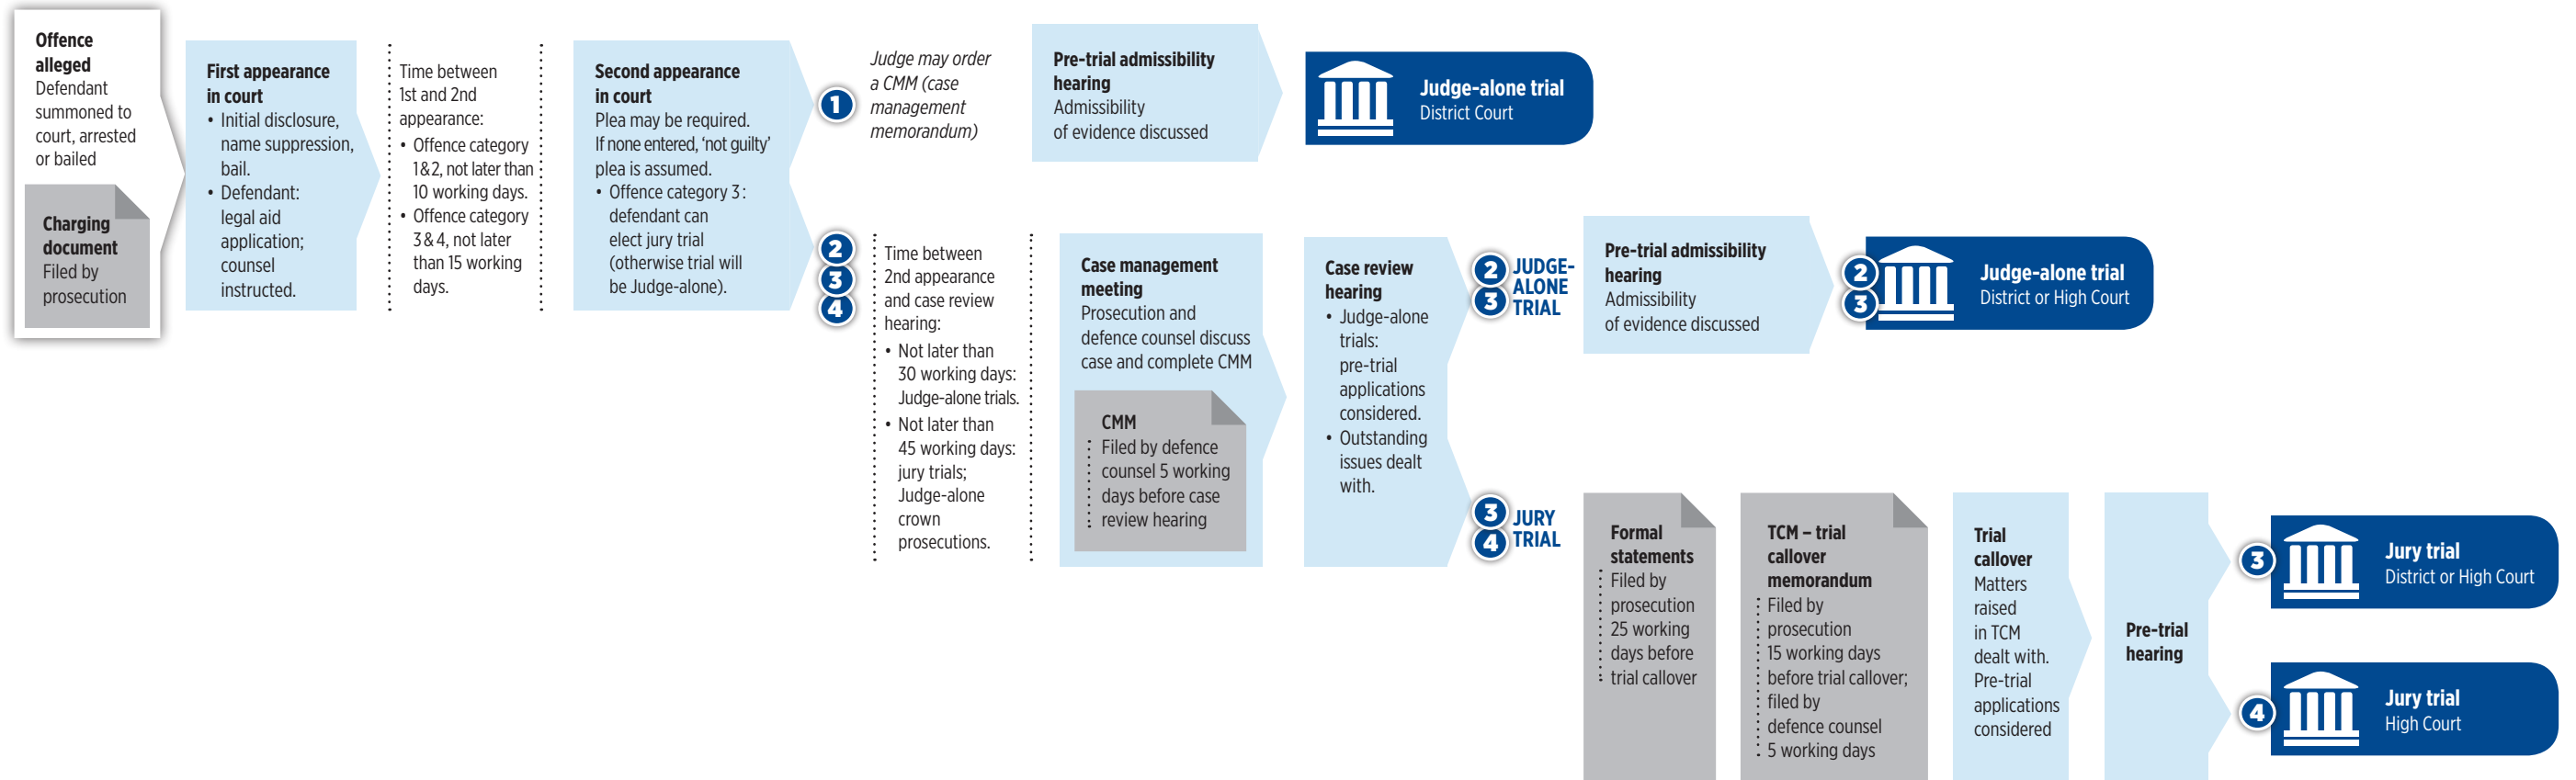 Offence
alleged
Defendant
summoned to
court, arrested
or bailed
Charging
document
Filed by
prosecution
First appearance
in court
• Initial disclosure,
name suppression,
bail.
• Defendant:
legal aid
application;
counsel
instructed.
Time between
1st and 2nd
appearance:
• Offence category
1&2, not later than
10 working days.
• Offence category
3&4, not later
than 15 working
days.
Second appearance
in court
Plea may be required.
If none entered, ‘not guilty’
plea is assumed.
• Offence category 3:
defendant can
elect jury trial
(otherwise trial will
be Judge-alone).
1
Judge may order
a CMM (case
management
memorandum)
Pre-trial admissibility
hearing
Admissibility
of evidence discussed
Judge-alone trial
District Court
2
3
4
Time between
2nd appearance
and case review
hearing:
• Not later than
30 working days:
Judge-alone trials.
• Not later than
45 working days:
jury trials;
Judge-alone
crown
prosecutions.
Case management
meeting
Prosecution and
defence counsel discuss
case and complete CMM
CMM
Filed by defence
counsel 5 working
days before case
review hearing
Case review
hearing
• Judge-alone
trials:
pre-trial
applications
considered.
• Outstanding
issues dealt
with.
2
3
JUDGE-
ALONE
TRIAL
Pre-trial admissibility
hearing
Admissibility
of evidence discussed
2
3
Judge-alone trial
District or High Court
3
4
JURY
TRIAL
Formal
statements
Filed by
prosecution
25 working
days before
trial callover
TCM – trial
callover
memorandum
Filed by
prosecution
15 working days
before trial callover;
filed by
defence counsel
5 working days
Trial
callover
Matters
raised
in TCM
dealt with.
Pre-trial
applications
considered
Pre-trial
hearing
3
Jury trial
District or High Court
4
Jury trial
High Court